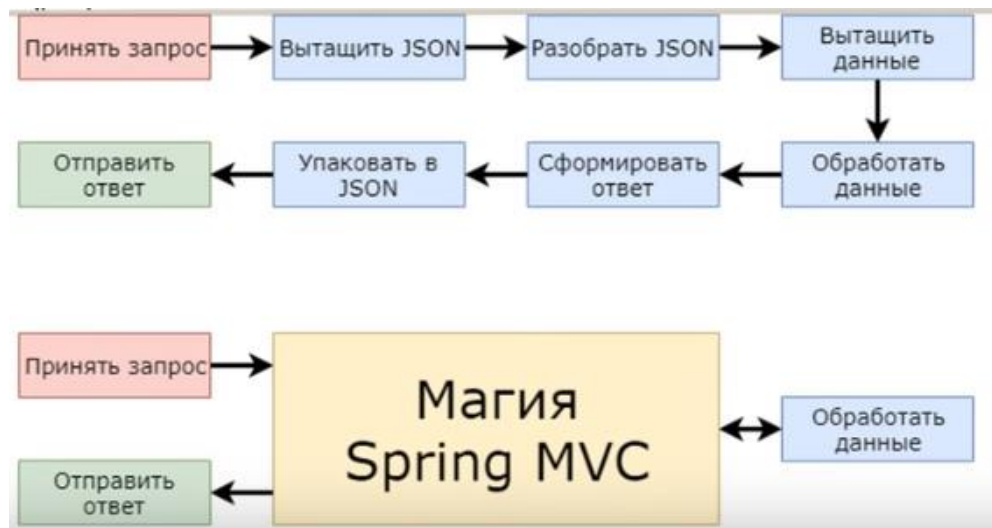 Принять запрос
Вытащить JSON
Разобрать JSON
Вытащить
данные
Обработать
данные
Сформировать
ответ
Упаковать в
JSON
Отправить
ответ
Принять запрос
Магия
Spring MVC
Обработать
данные
Отправить
ответ